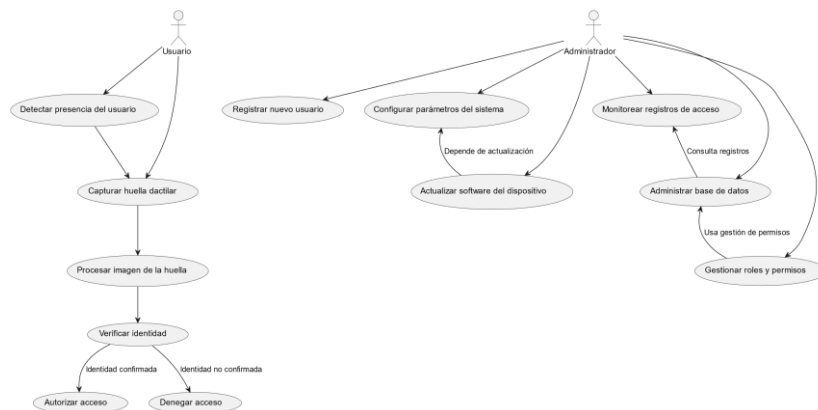 Usuario
Administrador
Detectar presencia del usuario
Registrar nuevo usuario
Configurar parámetros del sistema
Monitorear registros de acceso
Depende de actualización
Consulta registros
Capturar huella dactilar
Actualizar software del dispositivo
Administrar base de datos
Usa gestión de permisos
Procesar imagen de la huella
Gestionar roles y permisos
Verificar identidad
Identidad confirmada
Identidad no confirmada
Autorizar acceso
Denegar acceso